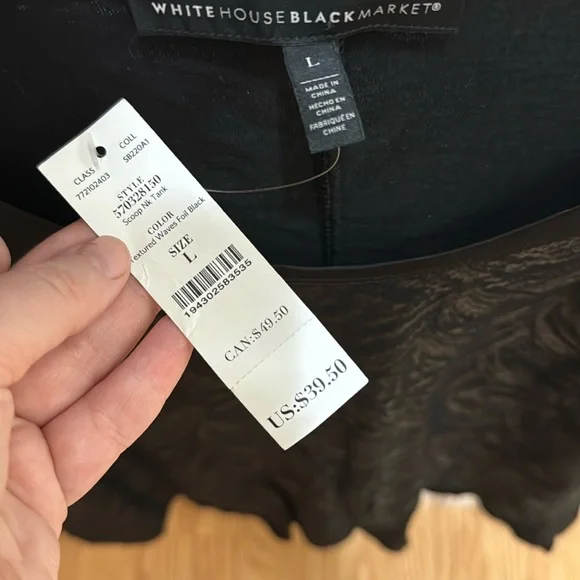 WHITE HOUSE BLACK MARKET®
L
MADE IN
CHINA
HECHO EN
CHINA
FABRIQUÉ EN
CHINE
CLASS
772102403
COLL
SB220A1
STYLE
570328150
Scoop Nk Tank
COLOR
Textured Waves Foil Black
SIZE
L
194302583535
CAN:$49.50
US:$39.50